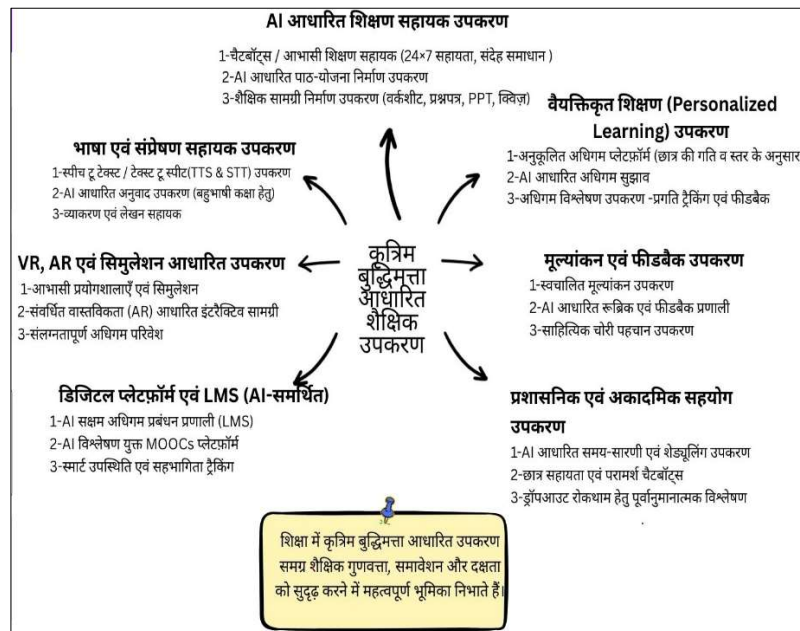 AI आधारित शिक्षण सहायक उपकरण
1-चैटबॉट्स / आभासी शिक्षण सहायक (24×7 सहायता, संदेह समाधान )
2-AI आधारित पाठ-योजना निर्माण उपकरण
3-शैक्षिक सामग्री निर्माण उपकरण (वर्कशीट, प्रश्नपत्र, PPT, क्विज़)
वैयक्तिकृत शिक्षण (Personalized
Learning) उपकरण
1-अनुकूलित अधिगम प्लेटफ़ॉर्म (छात्र की गति व स्तर के अनुसार
2-AI आधारित अधिगम सुझाव
3-अधिगम विश्लेषण उपकरण -प्रगति ट्रैकिंग एवं फीडबैक
भाषा एवं संप्रेषण सहायक उपकरण
1-स्पीच टू टेक्स्ट / टेक्स्ट टू स्पीट(TTS & STT) उपकरण
2-AI आधारित अनुवाद उपकरण (बहुभाषी कक्षा हेतु)
3-व्याकरण एवं लेखन सहायक
कृत्रिम
बुद्धिमत्ता
आधारित
शैक्षिक
उपकरण
VR, AR एवं सिमुलेशन आधारित उपकरण
1-आभासी प्रयोगशालाएँ एवं सिमुलेशन
2-संवर्धित वास्तविकता (AR) आधारित इंटरैक्टिव सामग्री
3-संलग्नतापूर्ण अधिगम परिवेश
मूल्यांकन एवं फीडबैक उपकरण
1-स्वचालित मूल्यांकन उपकरण
2-AI आधारित रूब्रिक एवं फीडबैक प्रणाली
3-साहित्यिक चोरी पहचान उपकरण
डिजिटल प्लेटफ़ॉर्म एवं LMS (AI-समर्थित)
1-AI सक्षम अधिगम प्रबंधन प्रणाली (LMS)
2-AI विश्लेषण युक्त MOOCs प्लेटफ़ॉर्म
3-स्मार्ट उपस्थिति एवं सहभागिता ट्रैकिंग
प्रशासनिक एवं अकादमिक सहयोग
उपकरण
1-AI आधारित समय-सारणी एवं शेड्यूलिंग उपकरण
2-छात्र सहायता एवं परामर्श चैटबॉट्स
3-ड्रॉपआउट रोकथाम हेतु पूर्वानुमानात्मक विश्लेषण
शिक्षा में कृत्रिम बुद्धिमत्ता आधारित उपकरण
समग्र शैक्षिक गुणवत्ता, समावेशन और दक्षता
को सुदृढ़ करने में महत्वपूर्ण भूमिका निभाते हैं।